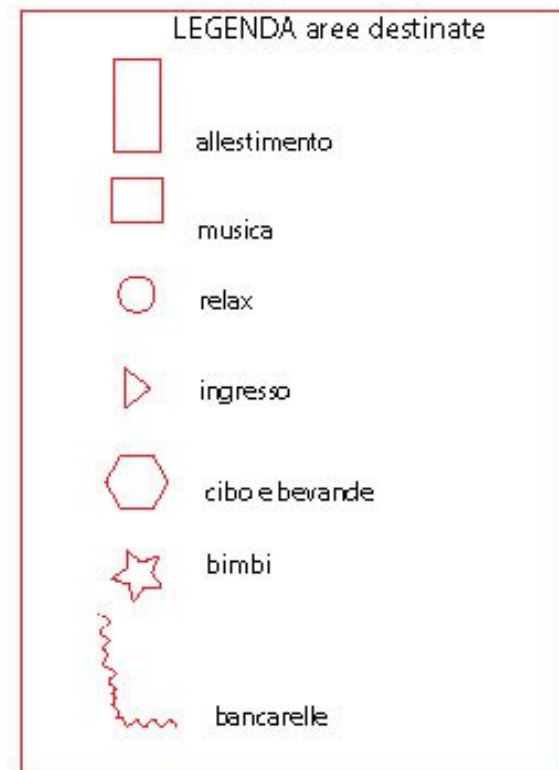 LEGENDA aree destinate
allestimento
musica
relax
ingresso
cibo e bevande
bimbi
bancarelle